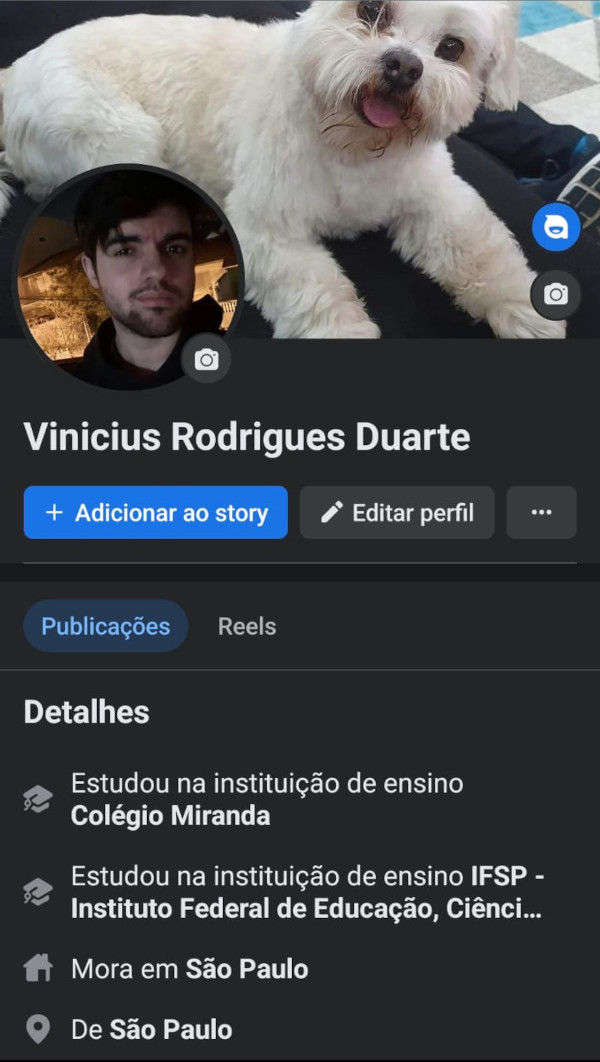 Vinicius Rodrigues Duarte
+ Adicionar ao story
Editar perfil
...
Publicações
Reels
Detalhes
Estudou na instituição de ensino
Colégio Miranda
Estudou na instituição de ensino IFSP -
Instituto Federal de Educação, Ciênci...
Mora em São Paulo
De São Paulo